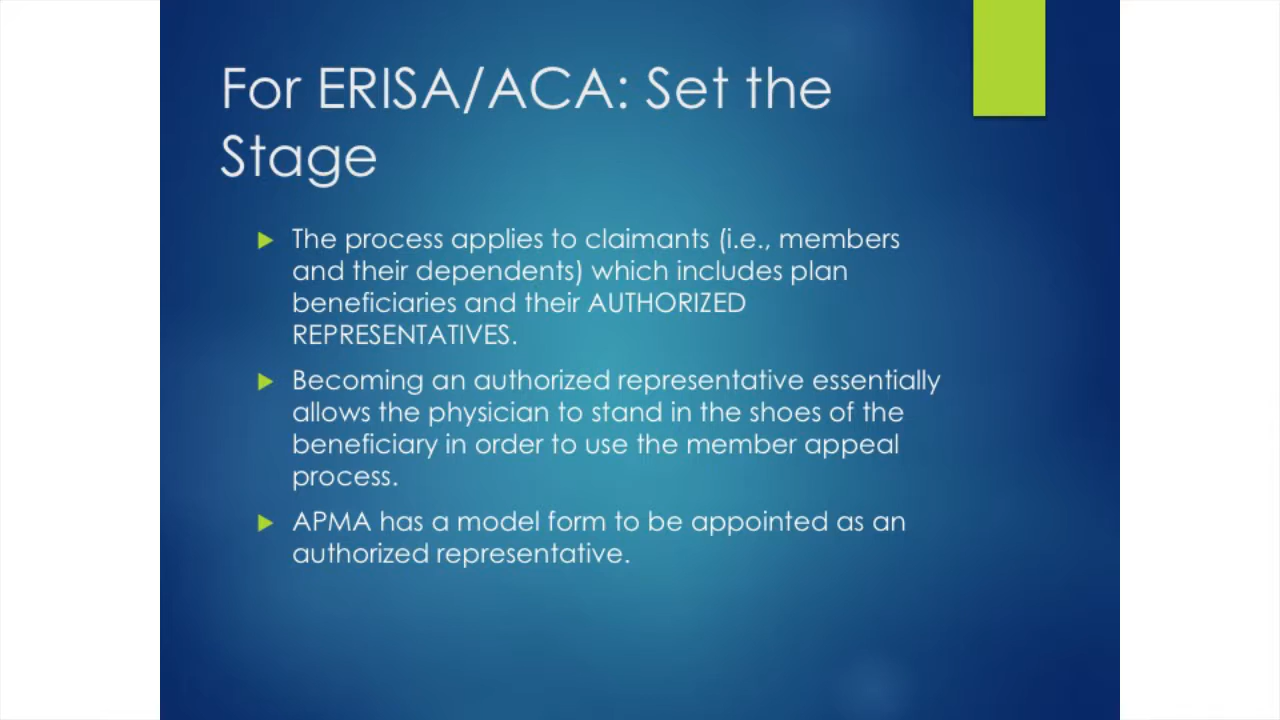 For ERISA/ACA: Set the
Stage
The process applies to claimants (i.e., members
and their dependents) which includes plan
beneficiaries and their AUTHORIZED
REPRESENTATIVES.
Becoming an authorized representative essentially
allows the physician to stand in the shoes of the
beneficiary in order to use the member appeal
process.
APMA has a model form to be appointed as an
authorized representative.